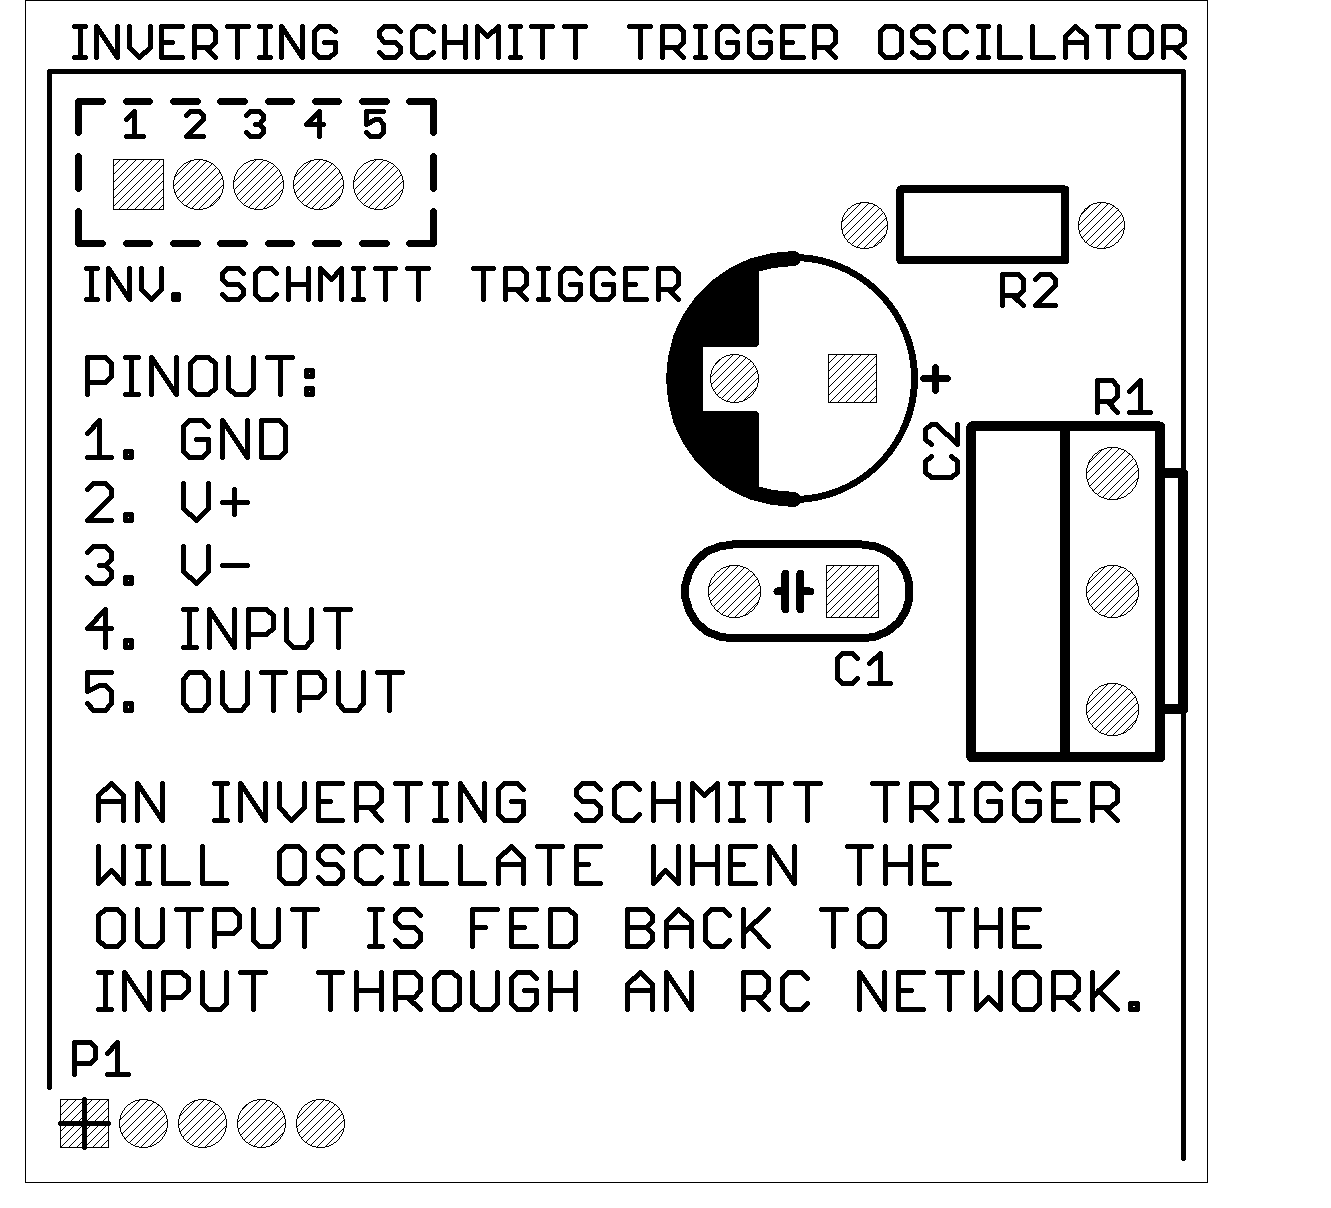 INVERTING SCHMITT TRIGGER OSCILLATOR
1 2 3 4 5
INV. SCHMITT TRIGGER
R2
PINOUT:
1. GND
2. V+
3. V-
4. INPUT
5. OUTPUT
+
C2
R1
C1
AN INVERTING SCHMITT TRIGGER
WILL OSCILLATE WHEN THE
OUTPUT IS FED BACK TO THE
INPUT THROUGH AN RC NETWORK.
P1